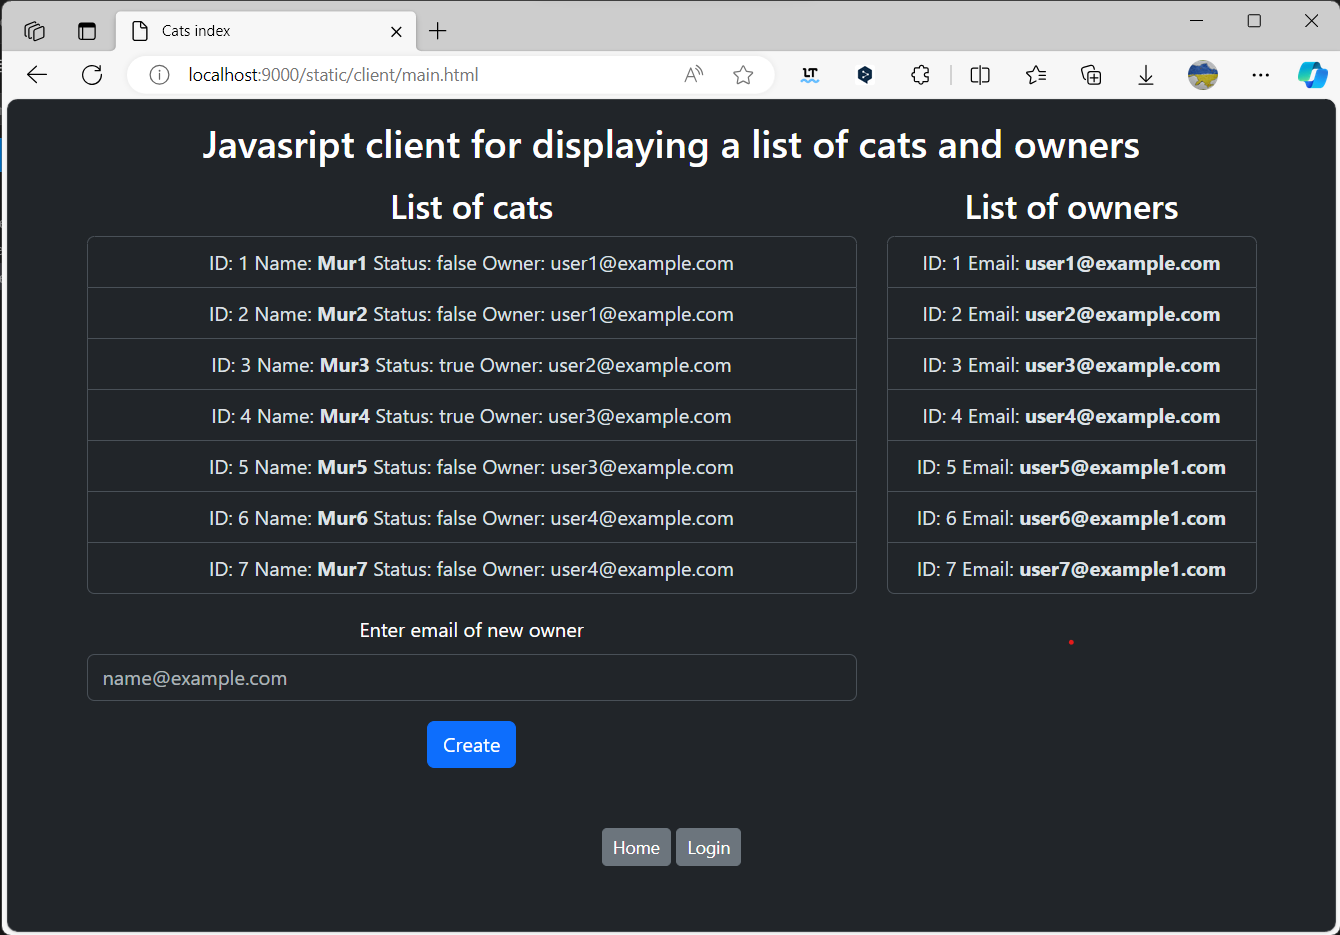 Cats index
localhost:9000/static/client/main.html
LT
Javasript client for displaying a list of cats and owners
List of cats
ID: 1 Name: Mur1 Status: false Owner: user1@example.com
ID: 2 Name: Mur2 Status: false Owner: user1@example.com
ID: 3 Name: Mur3 Status: true Owner: user2@example.com
ID: 4 Name: Mur4 Status: true Owner: user3@example.com
ID: 5 Name: Mur5 Status: false Owner: user3@example.com
ID: 6 Name: Mur6 Status: false Owner: user4@example.com
ID: 7 Name: Mur7 Status: false Owner: user4@example.com
Enter email of new owner
name@example.com
Create
List of owners
ID: 1 Email: user1@example.com
ID: 2 Email: user2@example.com
ID: 3 Email: user3@example.com
ID: 4 Email: user4@example.com
ID: 5 Email: user5@example1.com
ID: 6 Email: user6@example1.com
ID: 7 Email: user7@example1.com
Home Login